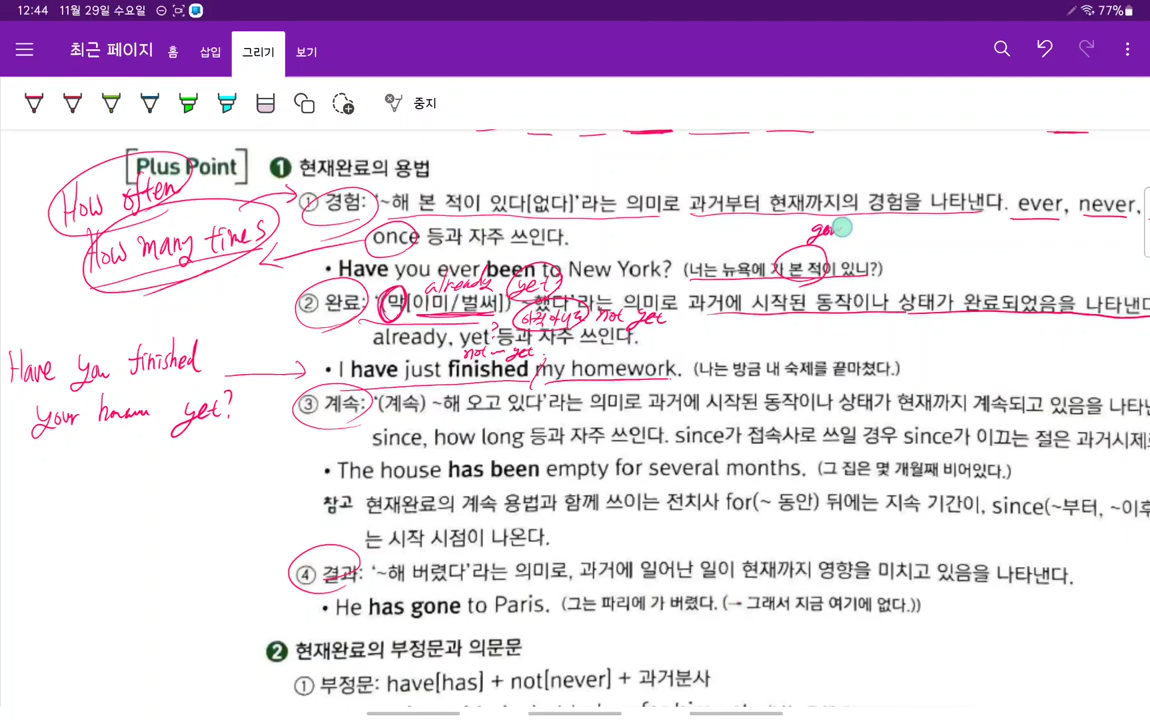 12:44 11월 29일 수요일 77%
최근 페이지 홈 삽입 그리기 보기
중지
[Plus Point] ❶ 현재완료의 용법
How often
① 경험: ‘~해 본 적이 있다[없다]’라는 의미로 과거부터 현재까지의 경험을 나타낸다. ever, never,
How many times
once 등과 자주 쓰인다.
• Have you ever been to New York? (너는 뉴욕에 가 본 적이 있니?)
already yet?
② 완료: ‘(막[이미/벌써]) ~했다’라는 의미로 과거에 시작된 동작이나 상태가 완료되었음을 나타낸다
아직 not yet
already, yet 등과 자주 쓰인다.
not yet
• I have just finished my homework. (나는 방금 내 숙제를 끝마쳤다.)
Have you finished
your yet?
③ 계속: ‘(계속) ~해 오고 있다’라는 의미로 과거에 시작된 동작이나 상태가 현재까지 계속되고 있음을 나타
since, how long 등과 자주 쓰인다. since가 접속사로 쓰일 경우 since가 이끄는 절은 과거시제
• The house has been empty for several months. (그 집은 몇 개월째 비어있다.)
참고 현재완료의 계속 용법과 함께 쓰이는 전치사 for(~ 동안) 뒤에는 지속 기간이, since(~부터, ~이후
는 시작 시점이 나온다.
④ 결과: ‘~해 버렸다’라는 의미로, 과거에 일어난 일이 현재까지 영향을 미치고 있음을 나타낸다.
• He has gone to Paris. (그는 파리에 가 버렸다. (→ 그래서 지금 여기에 없다.))
❷ 현재완료의 부정문과 의문문
① 부정문: have[has] + not[never] + 과거분사